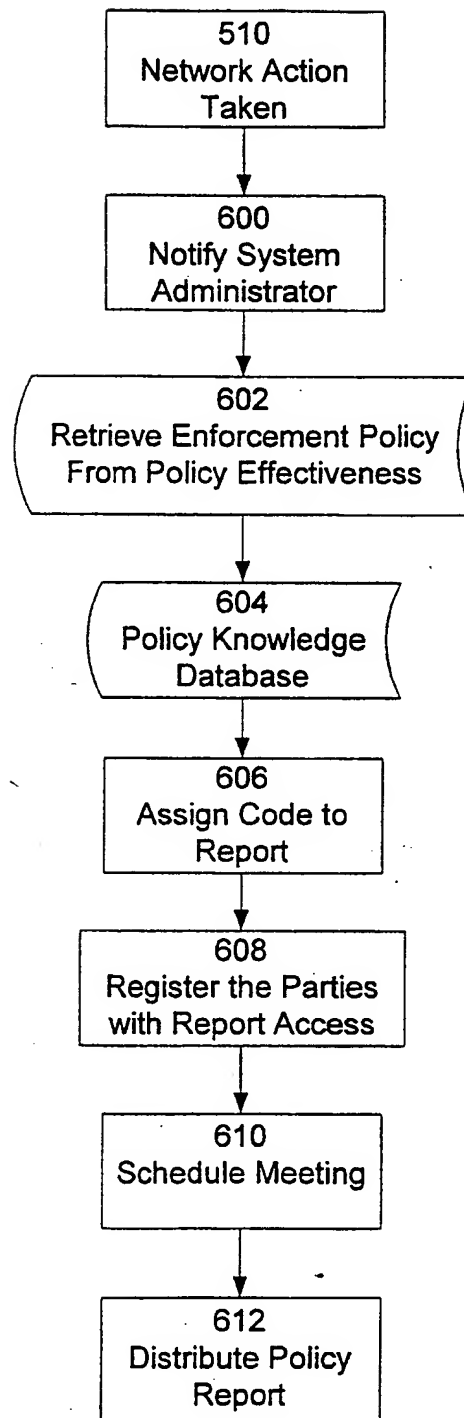 510
Network Action
Taken
600
Notify System
Administrator
602
Retrieve Enforcement Policy
From Policy Effectiveness
604
Policy Knowledge
Database
606
Assign Code to
Report
608
Register the Parties
with Report Access
610
Schedule Meeting
612
Distribute Policy
Report